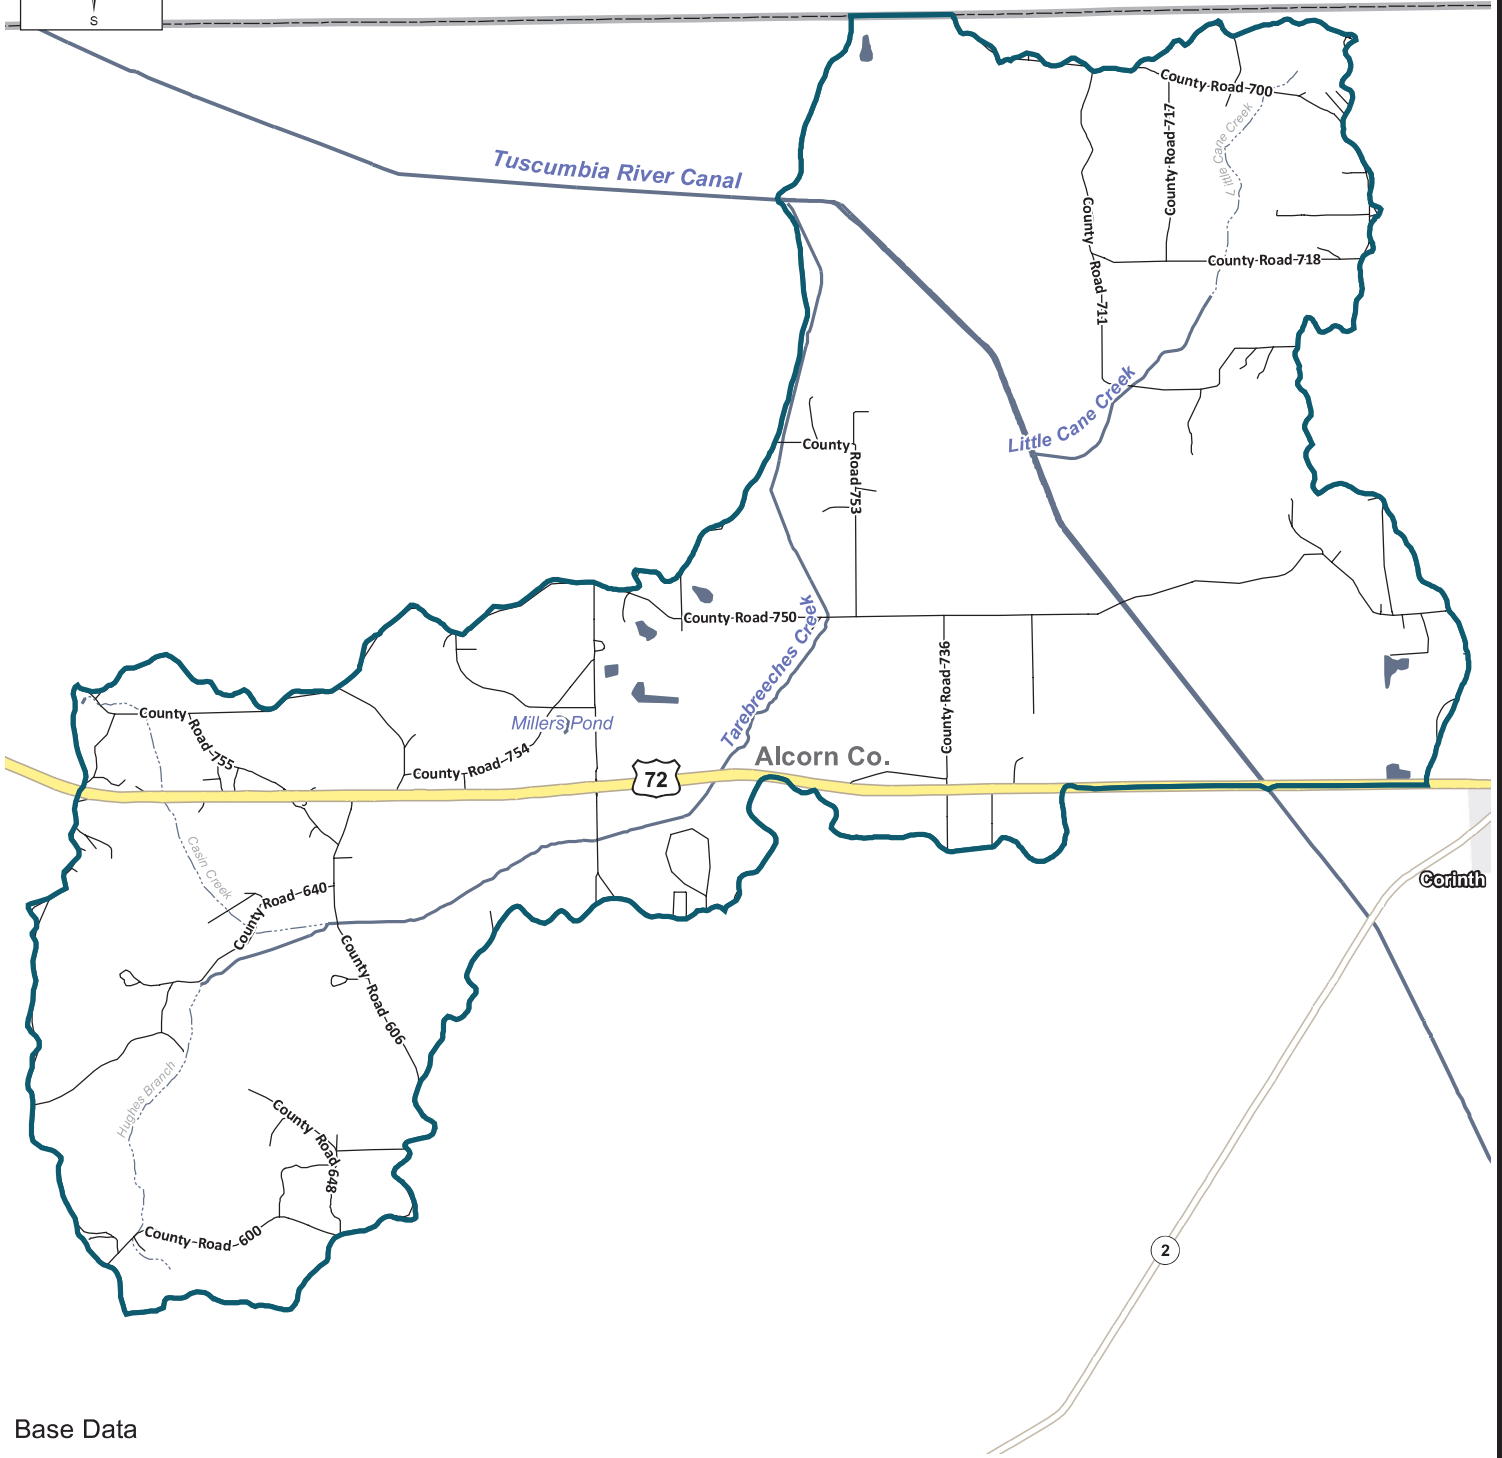 S
County Road 700
Tuscumbia River Canal
County Road 717
Little Cane Creek
County Road 711
County Road 718
Little Cane Creek
County Road 753
County Road 750
Tarebreeches Creek
County Road 736
County Road 755
Millers Pond
County Road 754
Alcorn Co.
72
Casin Creek
County Road 640
Corinth
County Road 606
Hughes Branch
County Road 648
County Road 600
2
Base Data